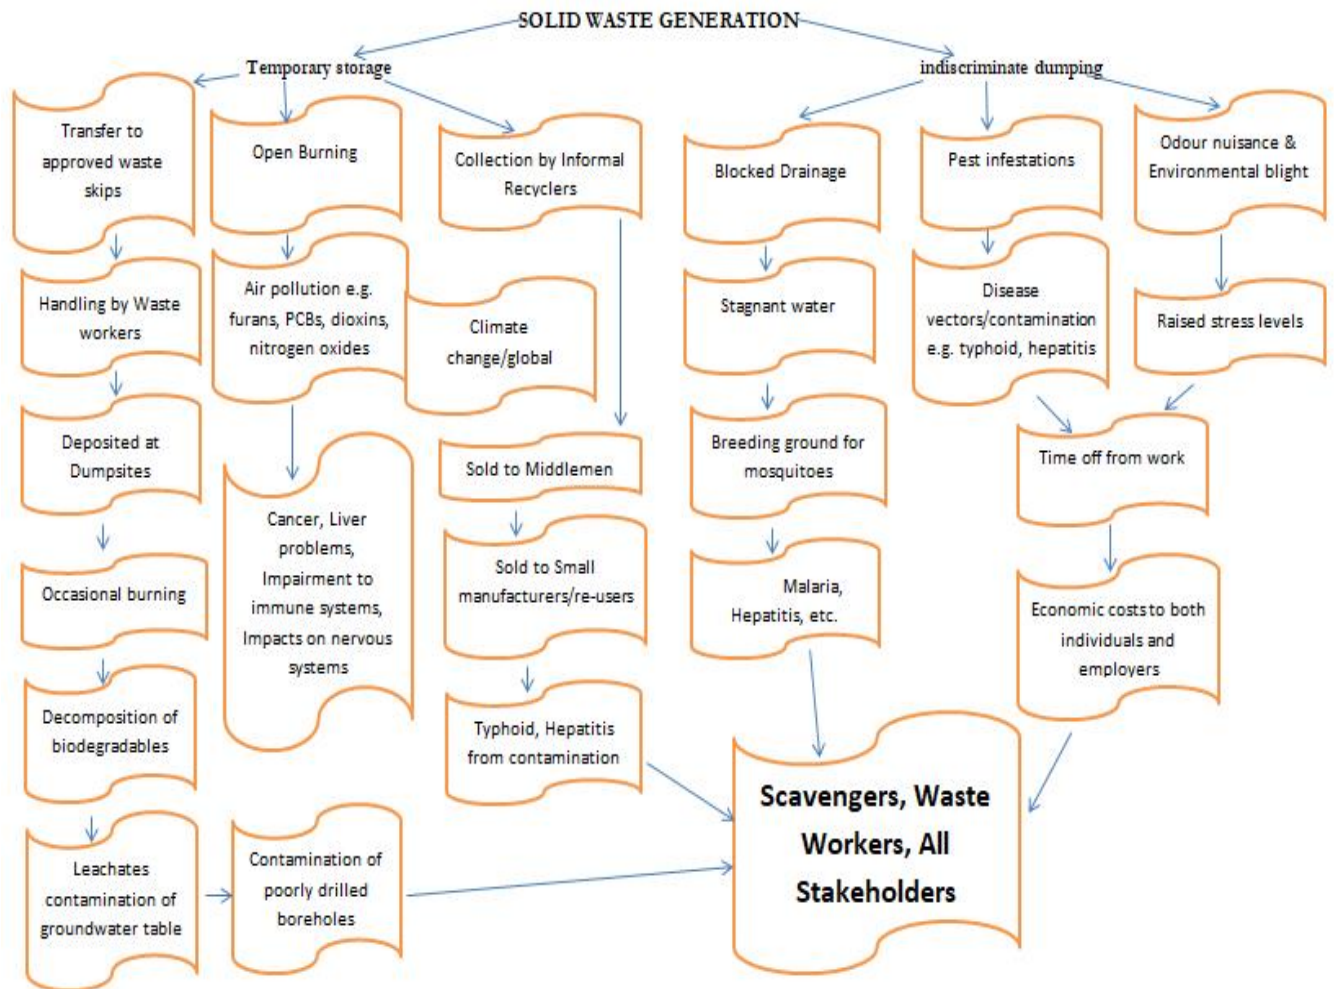 SOLID WASTE GENERATION
Temporary storage
indiscriminate dumping
Transfer to
approved waste
skips
Open Burning
Collection by Informal
Recyclers
Blocked Drainage
Pest infestations
Odour nuisance &
Environmental blight
Handling by Waste
workers
Air pollution e.g.
furans, PCBs, dioxins,
nitrogen oxides
Climate
change/global
Stagnant water
Disease
vectors/contamination
e.g. typhoid, hepatitis
Raised stress levels
Deposited at
Dumpsites
Sold to Middlemen
Breeding ground for
mosquitoes
Time off from work
Cancer, Liver
problems,
Impairment to
immune systems,
Impacts on nervous
systems
Occasional burning
Sold to Small
manufacturers/re-users
Malaria,
Hepatitis, etc.
Economic costs to both
individuals and
employers
Decomposition of
biodegradables
Typhoid, Hepatitis
from contamination
Leachates
contamination of
groundwater table
Contamination of
poorly drilled
boreholes
Scavengers, Waste
Workers, All
Stakeholders